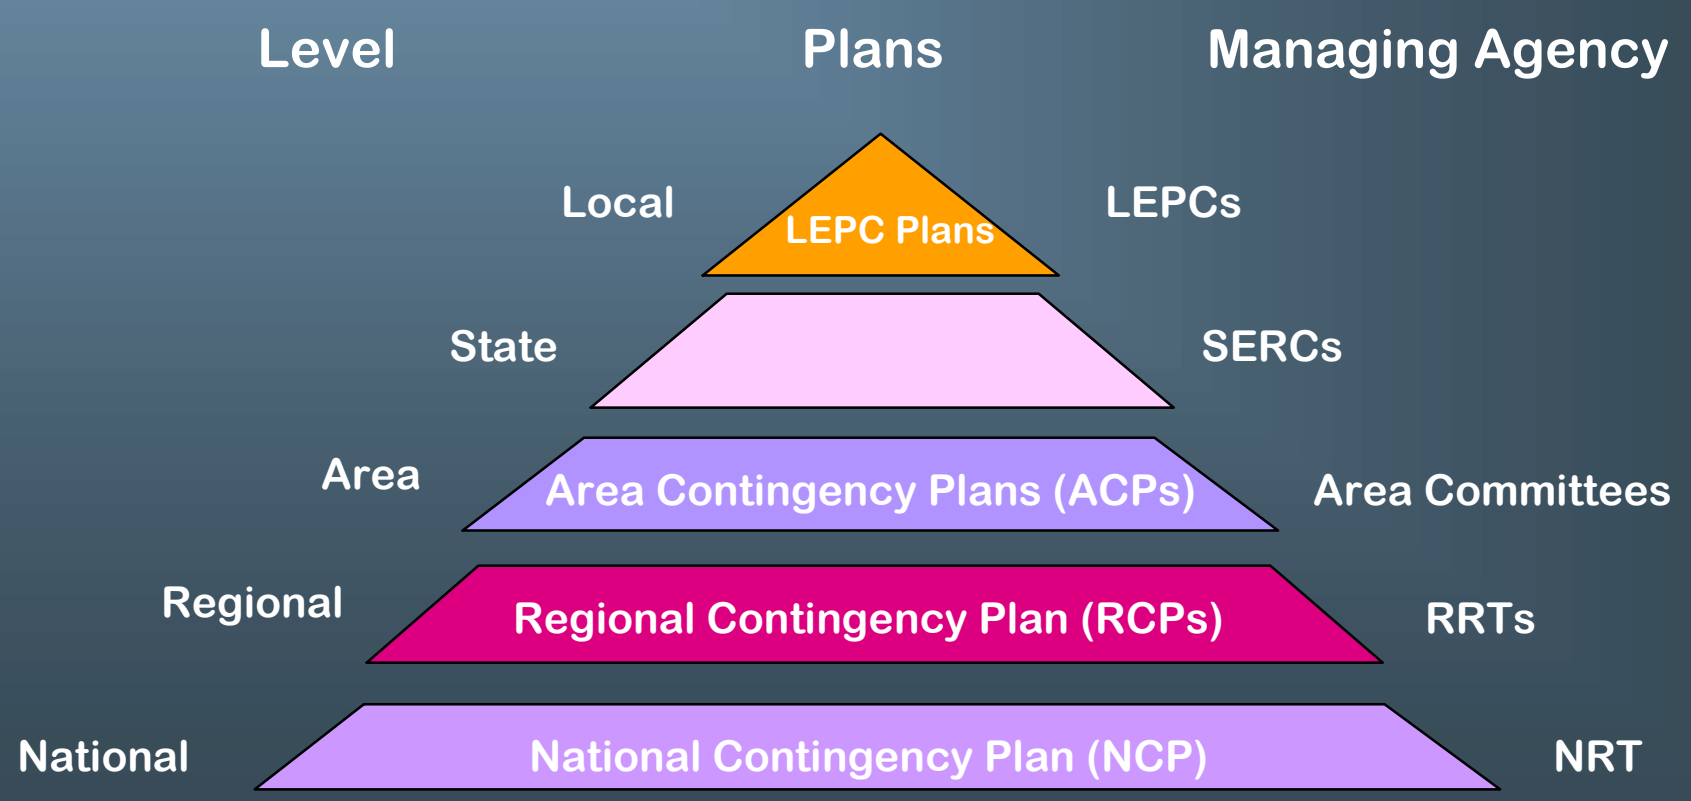 Level Plans Managing Agency
Local LEPC Plans LEPCs
State SERCs
Area Area Contingency Plans (ACPs) Area Committees
Regional Regional Contingency Plan (RCPs) RRTs
National National Contingency Plan (NCP) NRT